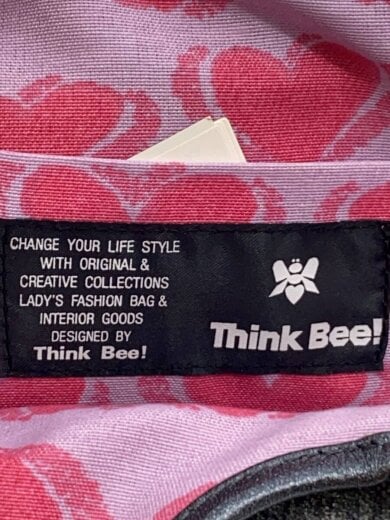 CHANGE YOUR LIFE STYLE
WITH ORIGINAL &
CREATIVE COLLECTIONS
LADY'S FASHION BAG &
INTERIOR GOODS
DESIGNED BY
Think Bee!
Think Bee!